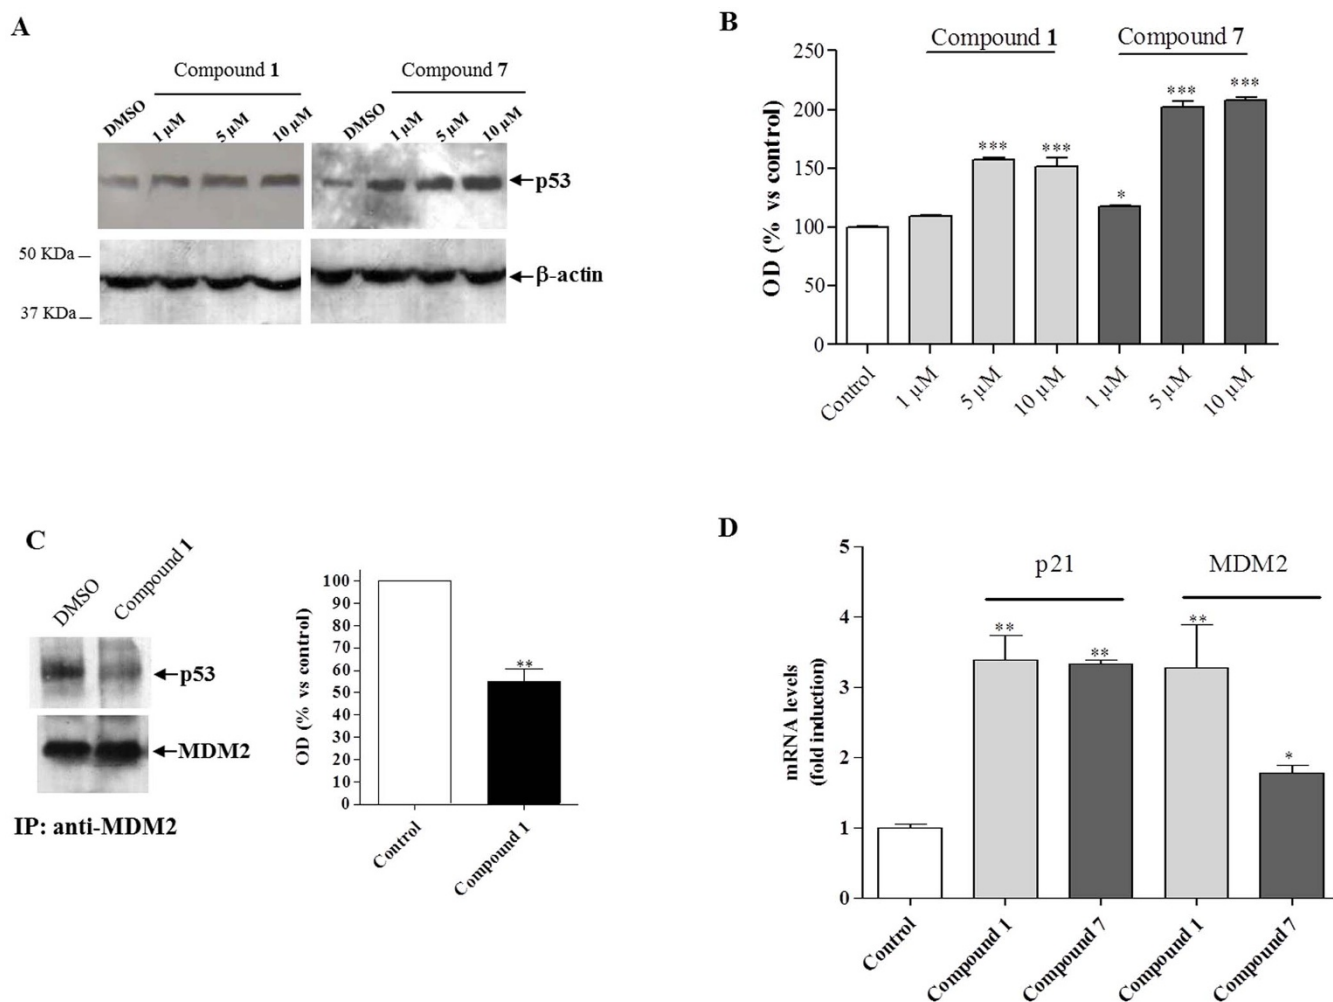 A
Compound 1
Compound 7
DMSO
1 µM
5 µM
10 µM
DMSO
1 µM
5 µM
10 µM
p53
50 KDa
β-actin
37 KDa
B
Compound 1
Compound 7
OD (% vs control)
250
200
150
100
50
0
***
***
*
***
***
Control
1 µM
5 µM
10 µM
1 µM
5 µM
10 µM
C
DMSO
Compound 1
p53
MDM2
IP: anti-MDM2
OD (% vs control)
100
90
80
70
60
50
40
30
20
10
0
**
Control
Compound 1
D
p21
MDM2
mRNA levels
(fold induction)
5
4
3
2
1
0
**
**
**
*
Control
Compound 1
Compound 7
Compound 1
Compound 7